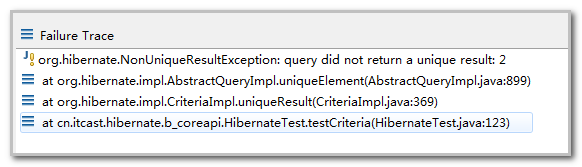 Failure Trace
org.hibernate.NonUniqueResultException: query did not return a unique result: 2
at org.hibernate.impl.AbstractQueryImpl.uniqueElement(AbstractQueryImpl.java:899)
at org.hibernate.impl.CriteriaImpl.uniqueResult(CriteriaImpl.java:369)
at cn.itcast.hibernate.b_coreapi.HibernateTest.testCriteria(HibernateTest.java:123)